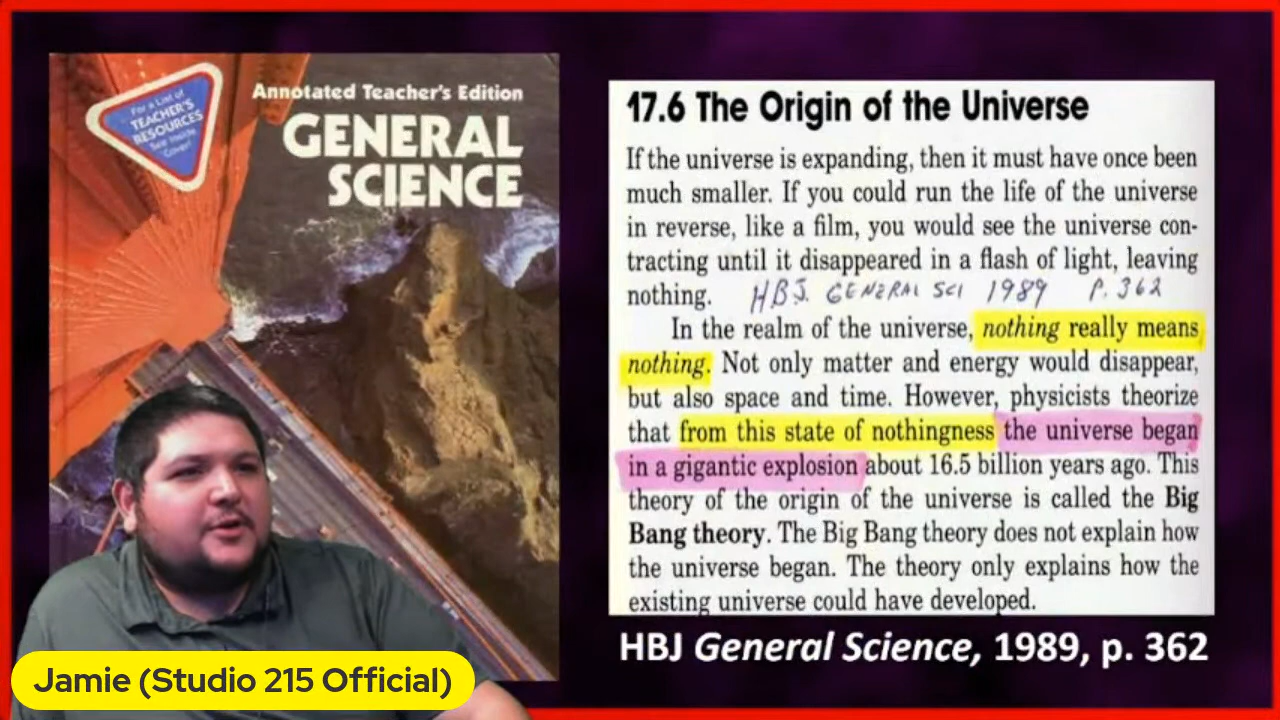 For a List of
TEACHER'S
RESOURCES
See Inside
Cover!
Annotated Teacher's Edition
GENERAL
SCIENCE
17.6 The Origin of the Universe
If the universe is expanding, then it must have once been
much smaller. If you could run the life of the universe
in reverse, like a film, you would see the universe con-
tracting until it disappeared in a flash of light, leaving
nothing. HBJ. GENERAL SCI 1989 P. 362
In the realm of the universe, nothing really means
nothing. Not only matter and energy would disappear,
but also space and time. However, physicists theorize
that from this state of nothingness the universe began
in a gigantic explosion about 16.5 billion years ago. This
theory of the origin of the universe is called the Big
Bang theory. The Big Bang theory does not explain how
the universe began. The theory only explains how the
existing universe could have developed.
HBJ General Science, 1989, p. 362
Jamie (Studio 215 Official)